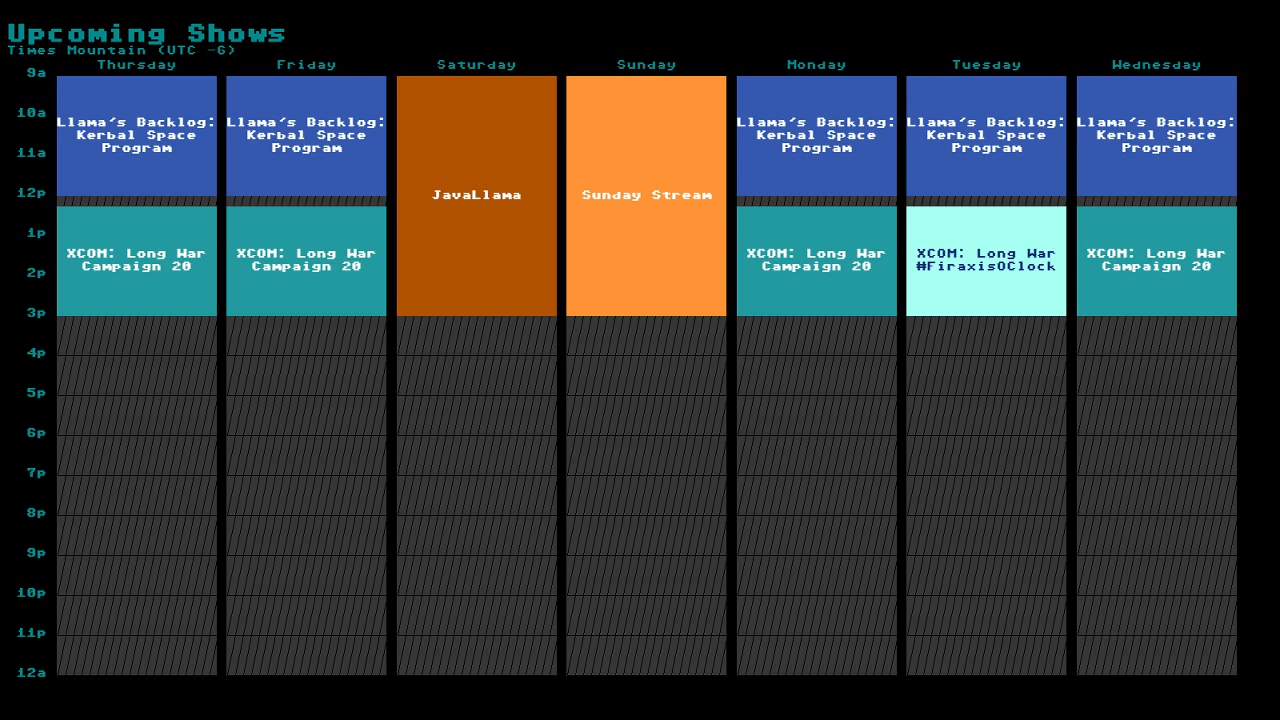 Upcoming Shows
Times Mountain (UTC -6)
Thursday Friday Saturday Sunday Monday Tuesday Wednesday
9a
10a
11a
12p
1p
2p
3p
4p
5p
6p
7p
8p
9p
10p
11p
12a
Llama's Backlog:
Kerbal Space
Program
XCOM: Long War
Campaign 20
Llama's Backlog:
Kerbal Space
Program
XCOM: Long War
Campaign 20
JavaLlama
Sunday Stream
Llama's Backlog:
Kerbal Space
Program
XCOM: Long War
Campaign 20
Llama's Backlog:
Kerbal Space
Program
XCOM: Long War
#FiraxisOClock
Llama's Backlog:
Kerbal Space
Program
XCOM: Long War
Campaign 20